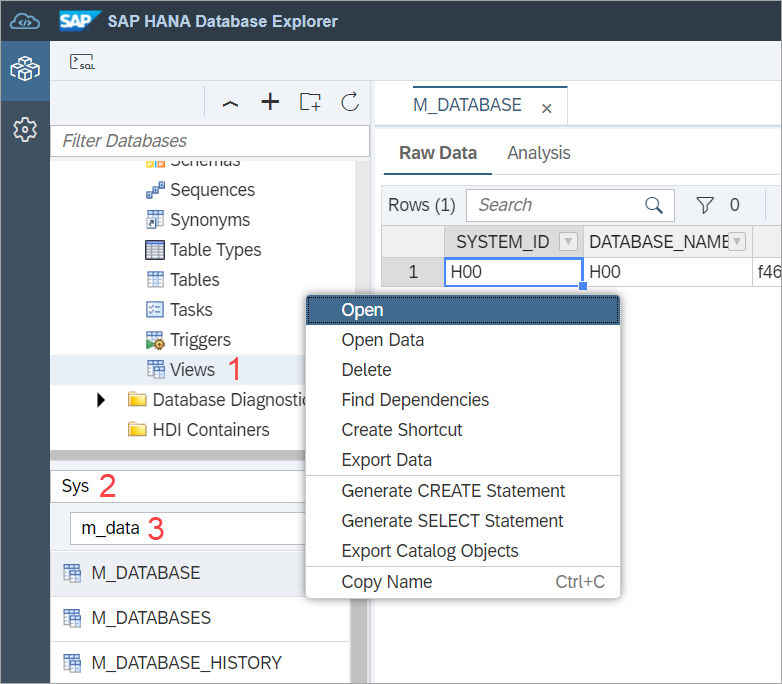 SAP SAP HANA Database Explorer
SQL
Filter Databases
Schemas
Sequences
Synonyms
Table Types
Tables
Tasks
Triggers
Views 1
Database Diagnostic
HDI Containers
Sys 2
m_data 3
M_DATABASE
M_DATABASES
M_DATABASE_HISTORY
M_DATABASE ×
Raw Data Analysis
Rows (1) Search 0
SYSTEM_ID DATABASE_NAME
1 H00 H00 f46
Open
Open Data
Delete
Find Dependencies
Create Shortcut
Export Data
Generate CREATE Statement
Generate SELECT Statement
Export Catalog Objects
Copy Name Ctrl+C